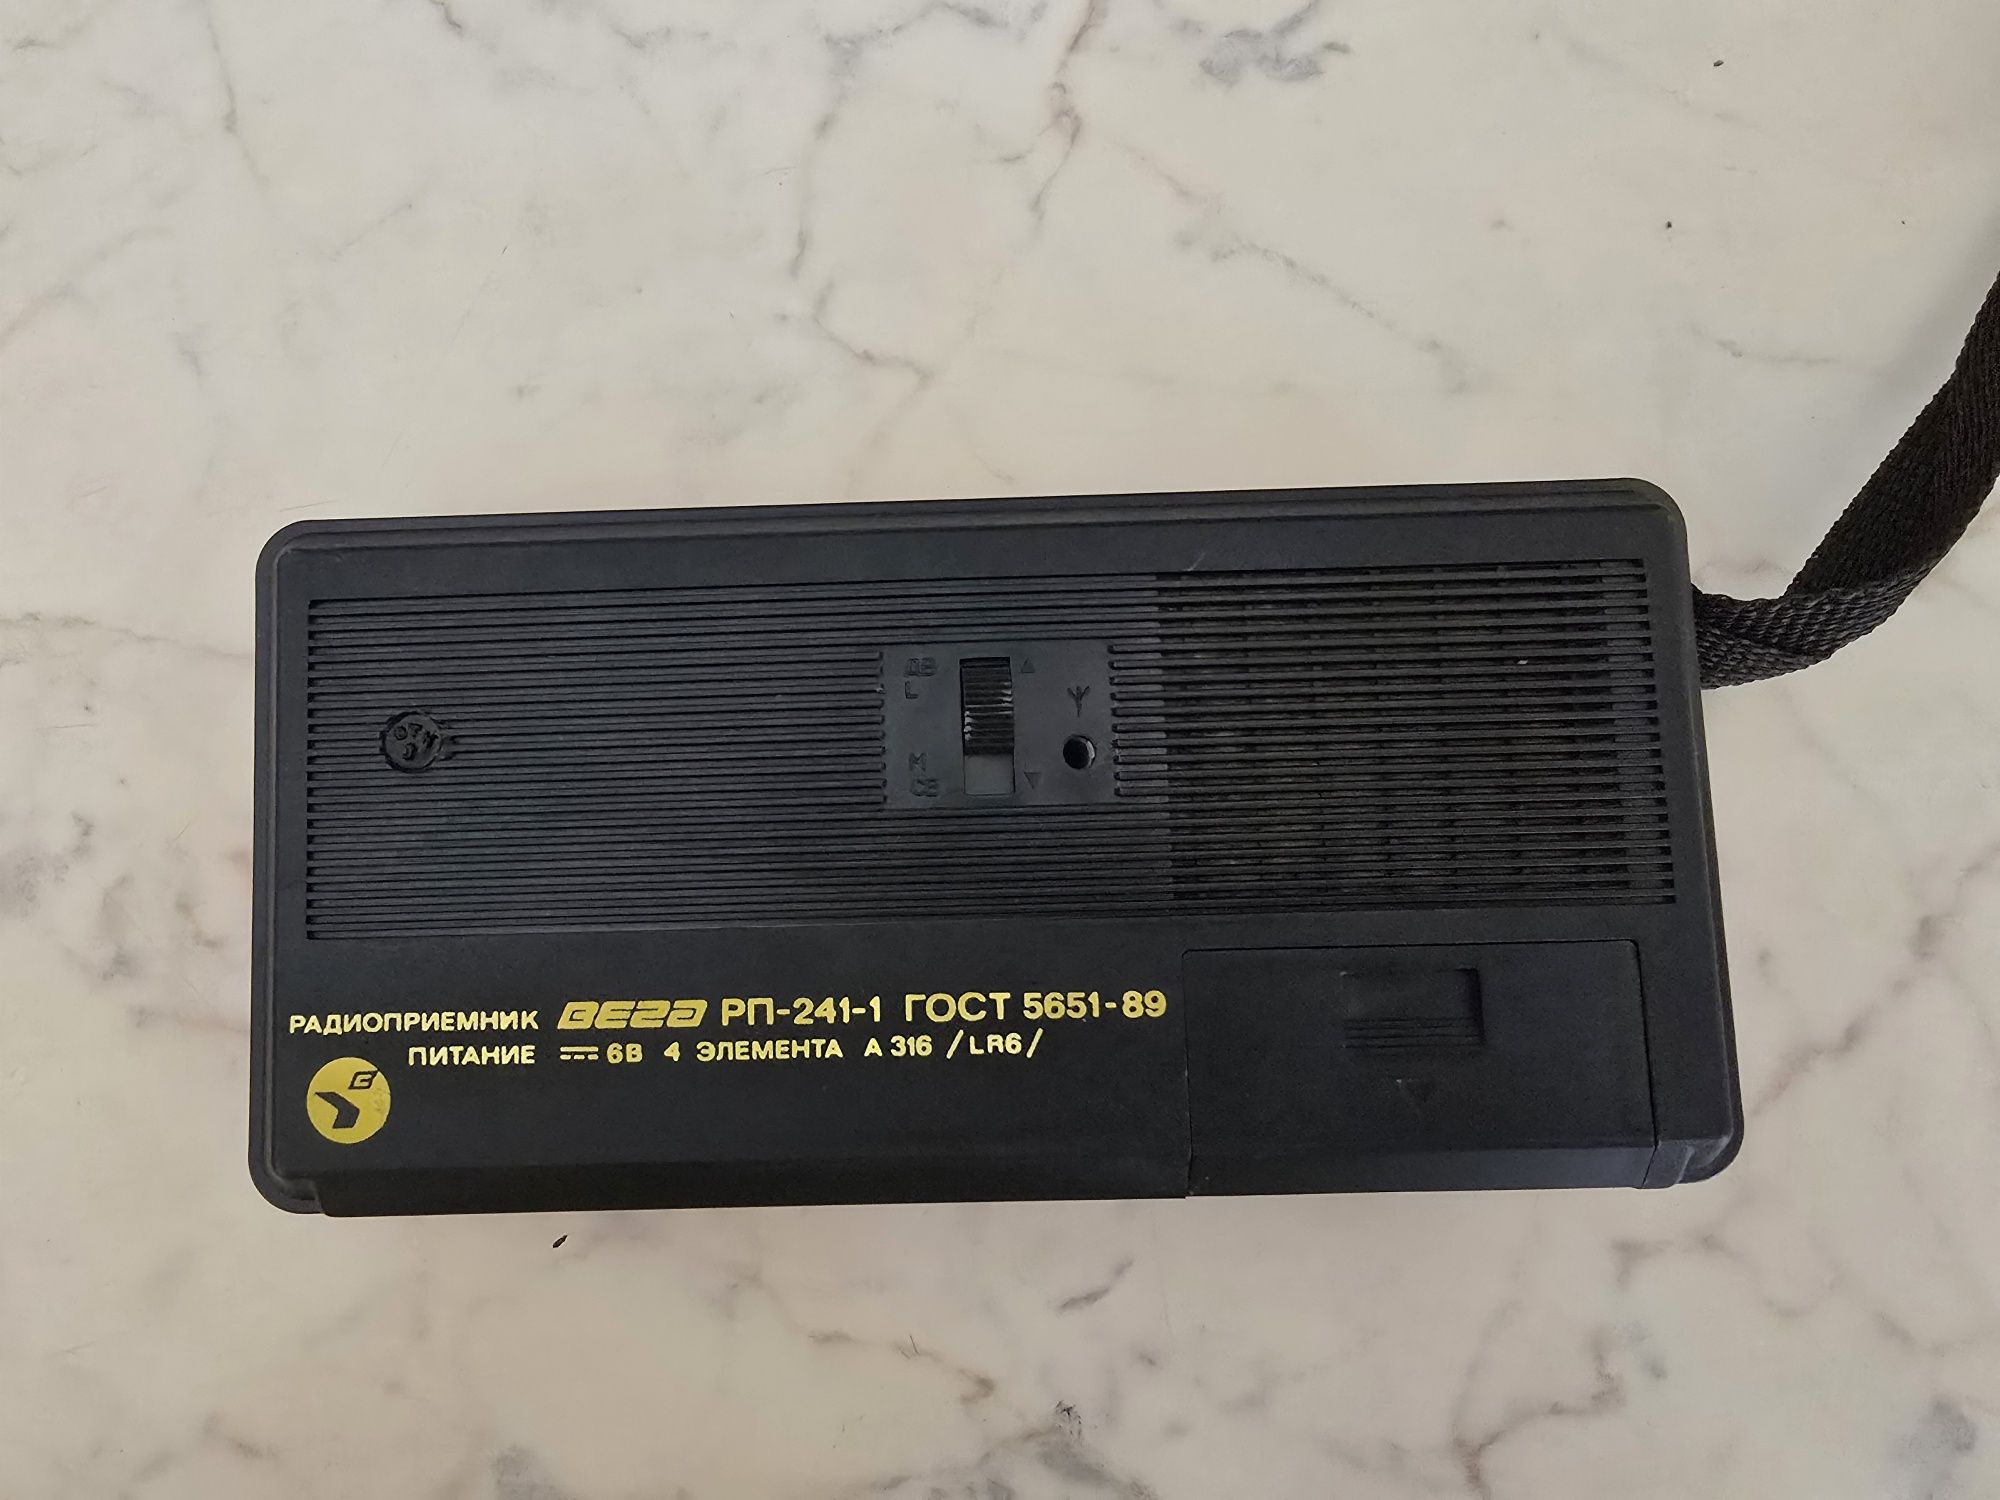 ДВ
L
M
СВ
РАДИОПРИЕМНИК ВЕГА РП-241-1 ГОСТ 5651-89
ПИТАНИЕ ⎓ 6В 4 ЭЛЕМЕНТА А 316 /LR6/